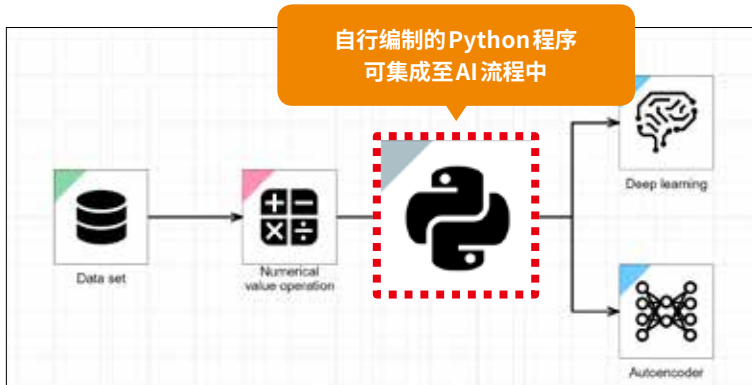 自行编制的Python程序
可集成至AI流程中
Deep learning
Data set
Numerical
value operation
Autoencoder